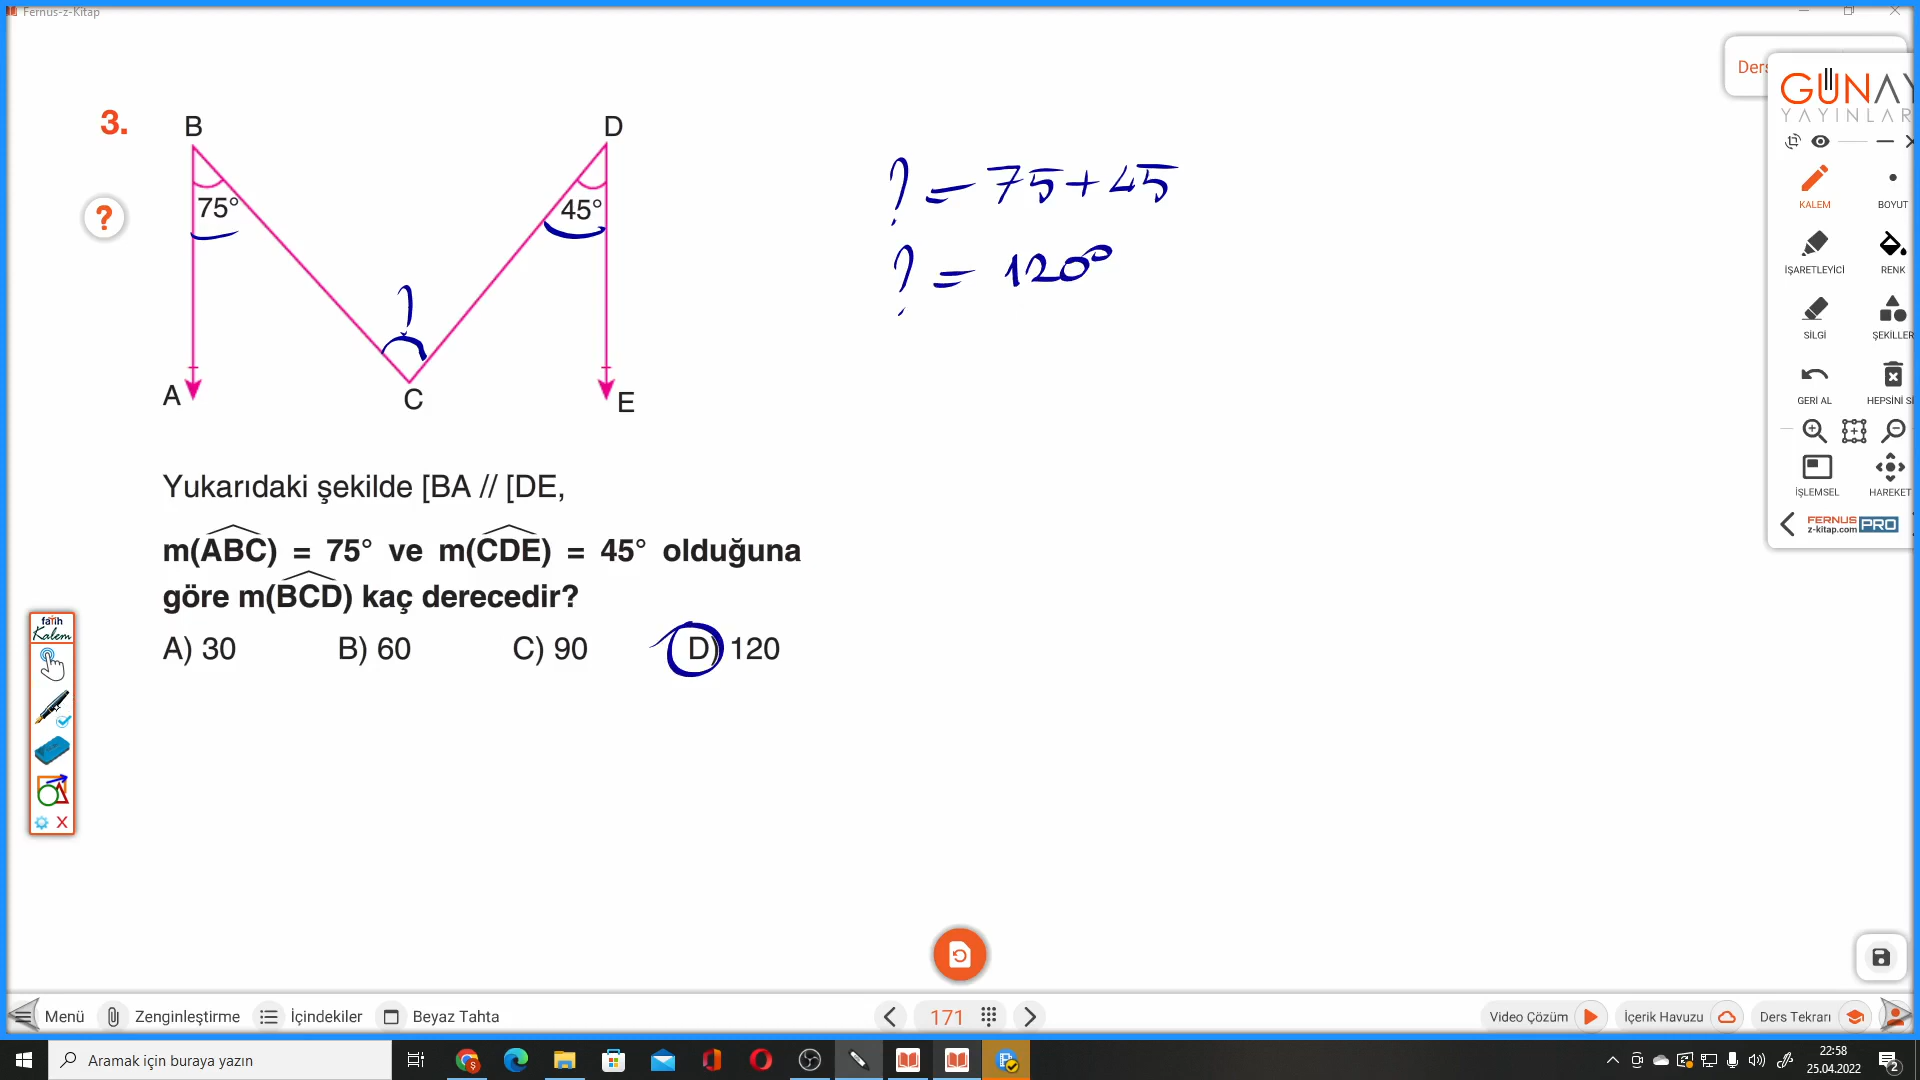 Fernus-z-Kitap
Ders
GÜNAY
YAYINLAR
3.
B
D
75°
45°
?
A
C
E
? = 75+45
? = 120°
?
Yukarıdaki şekilde [BA // [DE,
m(ABC) = 75° ve m(CDE) = 45° olduğuna
göre m(BCD) kaç derecedir?
A) 30 B) 60 C) 90 D) 120
KALEM
BOYUT
İŞARETLEYİCİ
RENK
SİLGİ
ŞEKİLLER
GERİ AL
HEPSİNİ Sİ
İŞLEMSEL
HAREKET
FERNUS
z-kitap.com PRO
fatih
Kalem
X
Menü
Zenginleştirme
İçindekiler
Beyaz Tahta
171
Video Çözüm
İçerik Havuzu
Ders Tekrarı
Aramak için buraya yazın
22:58
25.04.2022
2